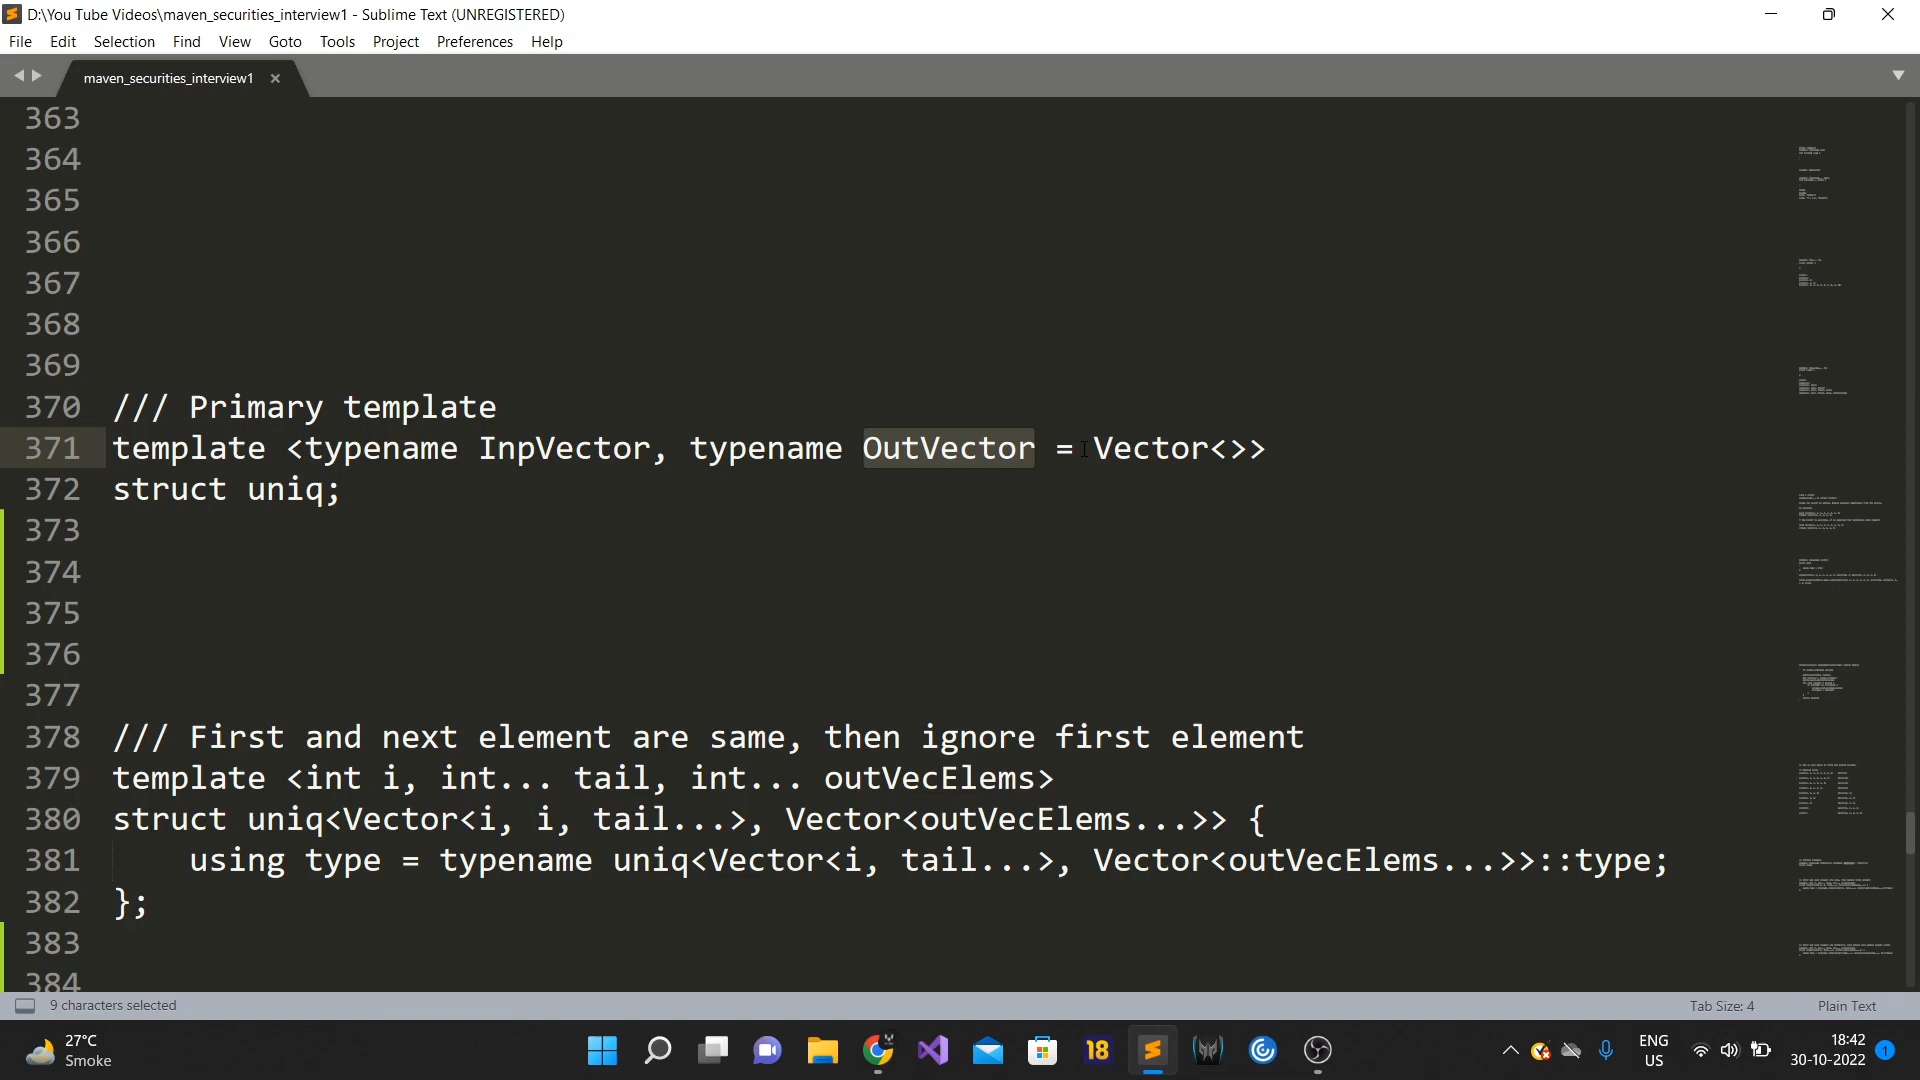 D:\You Tube Videos\maven_securities_interview1 - Sublime Text (UNREGISTERED)
File Edit Selection Find View Goto Tools Project Preferences Help
maven_securities_interview1
363
364
365
366
367
368
369
370 /// Primary template
371 template <typename InpVector, typename OutVector = Vector<>>
372 struct uniq;
373
374
375
376
377
378 /// First and next element are same, then ignore first element
379 template <int i, int... tail, int... outVecElems>
380 struct uniq<Vector<i, i, tail...>, Vector<outVecElems...>> {
381 using type = typename uniq<Vector<i, tail...>, Vector<outVecElems...>>::type;
382 };
383
384
9 characters selected
Tab Size: 4
Plain Text
27°C
Smoke
18
ENG
US
18:42
30-10-2022
1